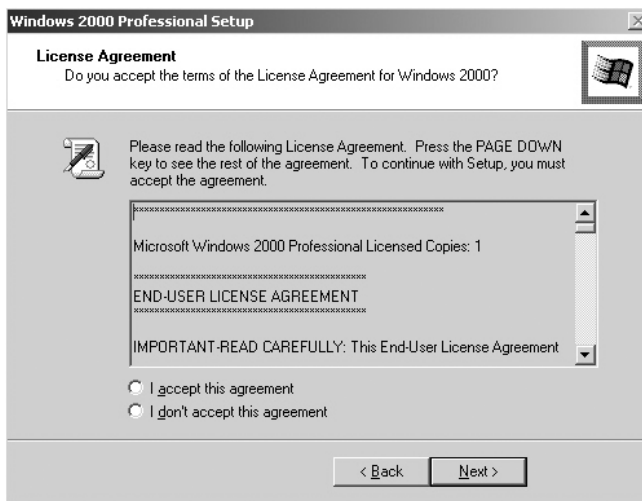 Windows 2000 Professional Setup
License Agreement
Do you accept the terms of the License Agreement for Windows 2000?
Please read the following License Agreement. Press the PAGE DOWN
key to see the rest of the agreement. To continue with Setup, you must
accept the agreement.
Microsoft Windows 2000 Professional Licensed Copies: 1
END-USER LICENSE AGREEMENT
IMPORTANT-READ CAREFULLY: This End-User License Agreement
I accept this agreement
I don't accept this agreement
< Back Next >